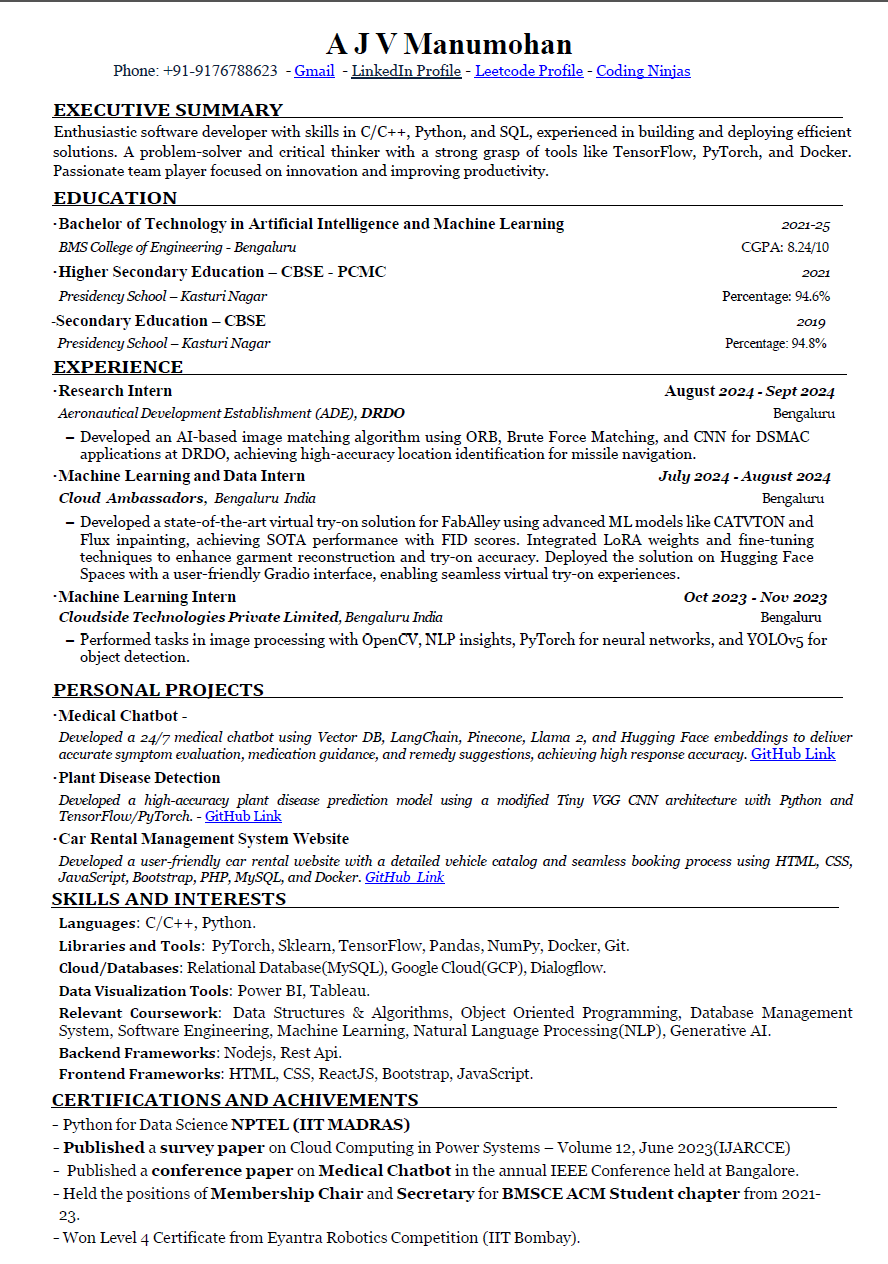 A J V Manumohan
Phone: +91-9176788623 - Gmail - LinkedIn Profile - Leetcode Profile - Coding Ninjas
EXECUTIVE SUMMARY
Enthusiastic software developer with skills in C/C++, Python, and SQL, experienced in building and deploying efficient
solutions. A problem-solver and critical thinker with a strong grasp of tools like TensorFlow, PyTorch, and Docker.
Passionate team player focused on innovation and improving productivity.
EDUCATION
·Bachelor of Technology in Artificial Intelligence and Machine Learning 2021-25
BMS College of Engineering - Bengaluru CGPA: 8.24/10
·Higher Secondary Education – CBSE - PCMC 2021
Presidency School – Kasturi Nagar Percentage: 94.6%
-Secondary Education – CBSE 2019
Presidency School – Kasturi Nagar Percentage: 94.8%
EXPERIENCE
·Research Intern August 2024 - Sept 2024
Aeronautical Development Establishment (ADE), DRDO Bengaluru
– Developed an AI-based image matching algorithm using ORB, Brute Force Matching, and CNN for DSMAC
applications at DRDO, achieving high-accuracy location identification for missile navigation.
·Machine Learning and Data Intern July 2024 - August 2024
Cloud Ambassadors, Bengaluru India Bengaluru
– Developed a state-of-the-art virtual try-on solution for FabAlley using advanced ML models like CATVTON and
Flux inpainting, achieving SOTA performance with FID scores. Integrated LoRA weights and fine-tuning
techniques to enhance garment reconstruction and try-on accuracy. Deployed the solution on Hugging Face
Spaces with a user-friendly Gradio interface, enabling seamless virtual try-on experiences.
·Machine Learning Intern Oct 2023 - Nov 2023
Cloudside Technologies Private Limited, Bengaluru India Bengaluru
– Performed tasks in image processing with OpenCV, NLP insights, PyTorch for neural networks, and YOLOv5 for
object detection.
PERSONAL PROJECTS
·Medical Chatbot -
Developed a 24/7 medical chatbot using Vector DB, LangChain, Pinecone, Llama 2, and Hugging Face embeddings to deliver
accurate symptom evaluation, medication guidance, and remedy suggestions, achieving high response accuracy. GitHub Link
·Plant Disease Detection
Developed a high-accuracy plant disease prediction model using a modified Tiny VGG CNN architecture with Python and
TensorFlow/PyTorch. - GitHub Link
·Car Rental Management System Website
Developed a user-friendly car rental website with a detailed vehicle catalog and seamless booking process using HTML, CSS,
JavaScript, Bootstrap, PHP, MySQL, and Docker. GitHub Link
SKILLS AND INTERESTS
Languages: C/C++, Python.
Libraries and Tools: PyTorch, Sklearn, TensorFlow, Pandas, NumPy, Docker, Git.
Cloud/Databases: Relational Database(MySQL), Google Cloud(GCP), Dialogflow.
Data Visualization Tools: Power BI, Tableau.
Relevant Coursework: Data Structures & Algorithms, Object Oriented Programming, Database Management
System, Software Engineering, Machine Learning, Natural Language Processing(NLP), Generative AI.
Backend Frameworks: Nodejs, Rest Api.
Frontend Frameworks: HTML, CSS, ReactJS, Bootstrap, JavaScript.
CERTIFICATIONS AND ACHIVEMENTS
- Python for Data Science NPTEL (IIT MADRAS)
- Published a survey paper on Cloud Computing in Power Systems – Volume 12, June 2023(IJARCCE)
- Published a conference paper on Medical Chatbot in the annual IEEE Conference held at Bangalore.
- Held the positions of Membership Chair and Secretary for BMSCE ACM Student chapter from 2021-
23.
- Won Level 4 Certificate from Eyantra Robotics Competition (IIT Bombay).